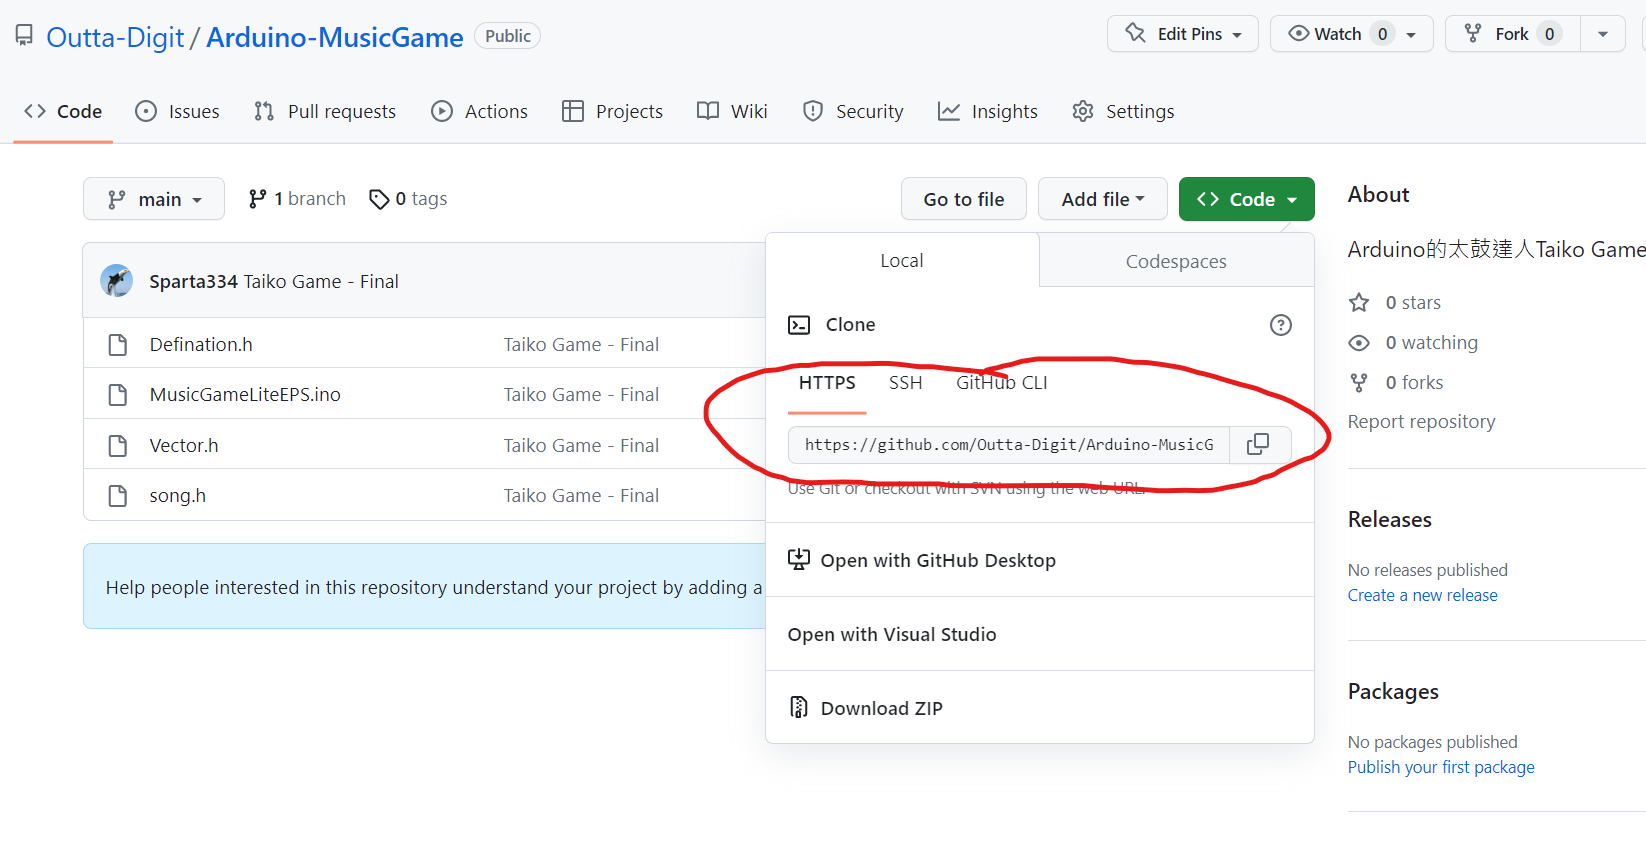 Outta-Digit / Arduino-MusicGame Public Edit Pins Watch 0 Fork 0
Code Issues Pull requests Actions Projects Wiki Security Insights Settings
main 1 branch 0 tags Go to file Add file Code
Sparta334 Taiko Game - Final
Defination.h Taiko Game - Final
MusicGameLiteEPS.ino Taiko Game - Final
Vector.h Taiko Game - Final
song.h Taiko Game - Final
Help people interested in this repository understand your project by adding a
Local Codespaces
Clone
HTTPS SSH GitHub CLI
https://github.com/Outta-Digit/Arduino-MusicG
Use Git or checkout with SVN using the web URL.
Open with GitHub Desktop
Open with Visual Studio
Download ZIP
About
Arduino的太鼓達人Taiko Game
0 stars
0 watching
0 forks
Report repository
Releases
No releases published
Create a new release
Packages
No packages published
Publish your first package